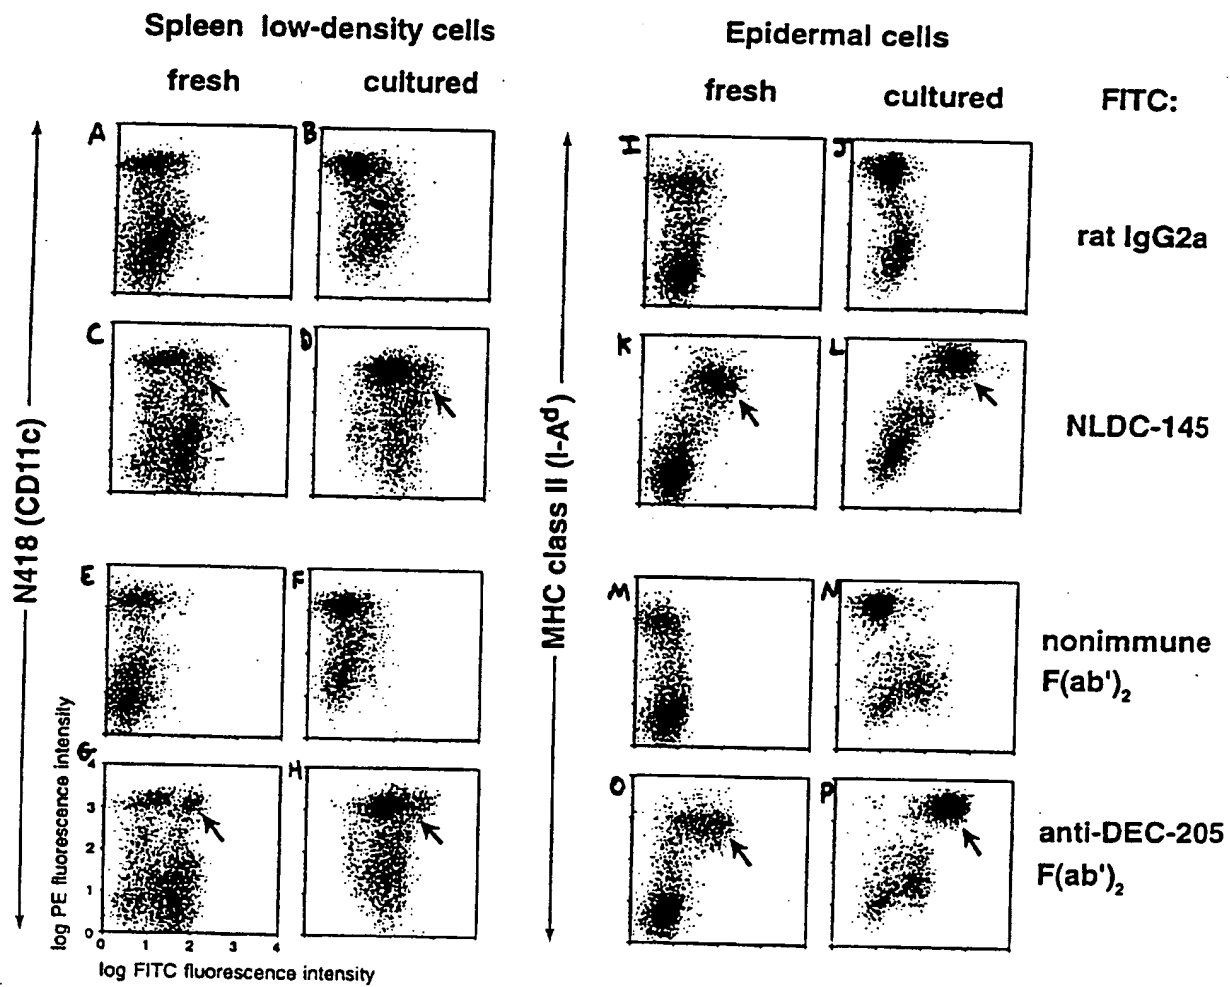 Spleen low-density cells
Epidermal cells
fresh
cultured
fresh
cultured
FITC:
A
B
I
J
rat IgG2a
C
D
K
L
NLDC-145
N418 (CD11c)
MHC class II (I-A^d)
E
F
M
N
nonimmune
F(ab')₂
G
H
O
P
anti-DEC-205
F(ab')₂
log PE fluorescence intensity
4
3
2
1
0
0 1 2 3 4
log FITC fluorescence intensity